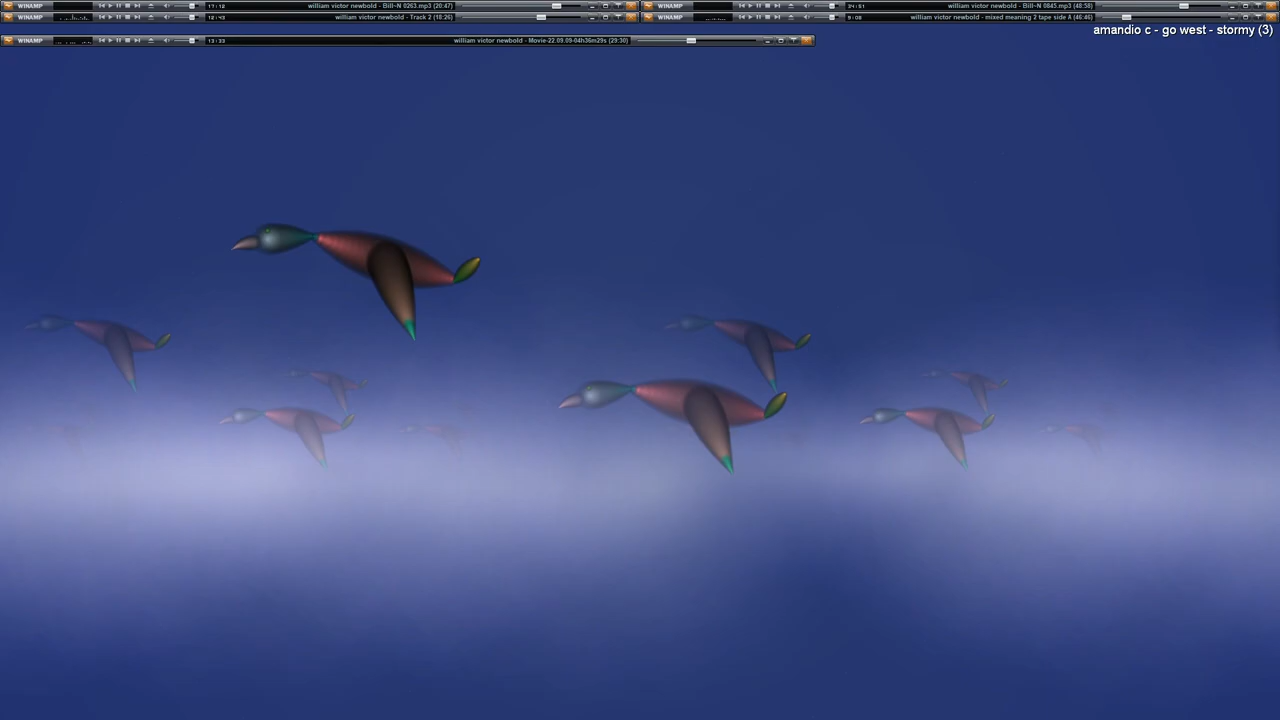 WINAMP 17:12 william victor newbold - Bill-N 0263.mp3 (20:47)
WINAMP 34:51 william victor newbold - Bill-N 0845.mp3 (48:58)
WINAMP 12:43 william victor newbold - Track 2 (18:26)
WINAMP 9:08 william victor newbold - mixed meaning 2 tape side A (46:46)
WINAMP 13:33 william victor newbold - Movie-22.09.09-04h36m29s (29:30)
amandio c - go west - stormy (3)